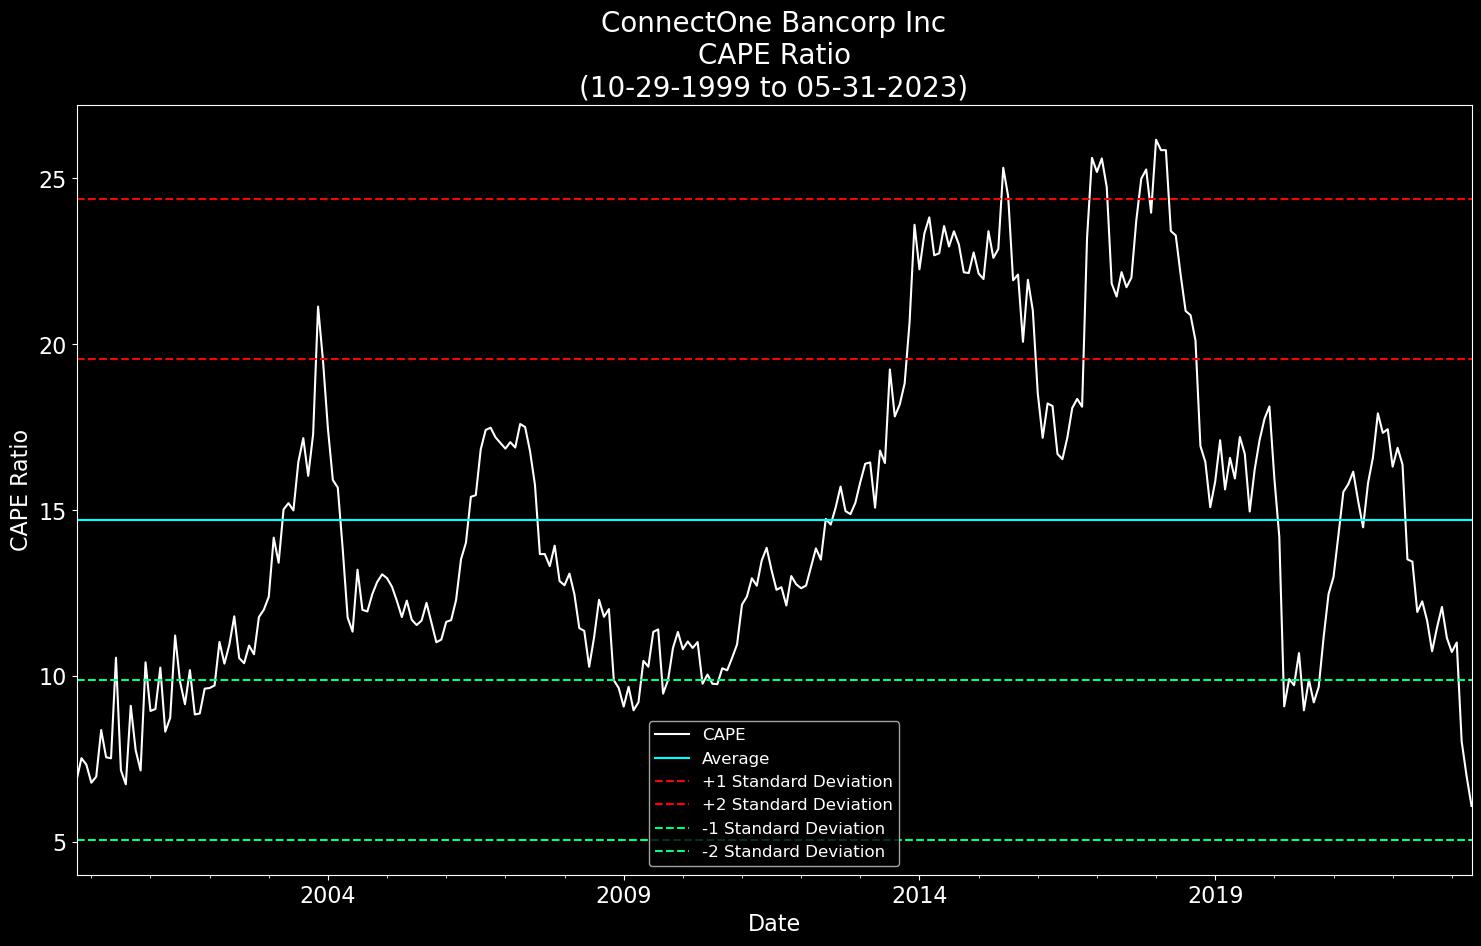 ConnectOne Bancorp Inc
CAPE Ratio
(10-29-1999 to 05-31-2023)
25
20
15
10
5
CAPE Ratio
CAPE
Average
+1 Standard Deviation
+2 Standard Deviation
-1 Standard Deviation
-2 Standard Deviation
2004
2009
2014
2019
Date